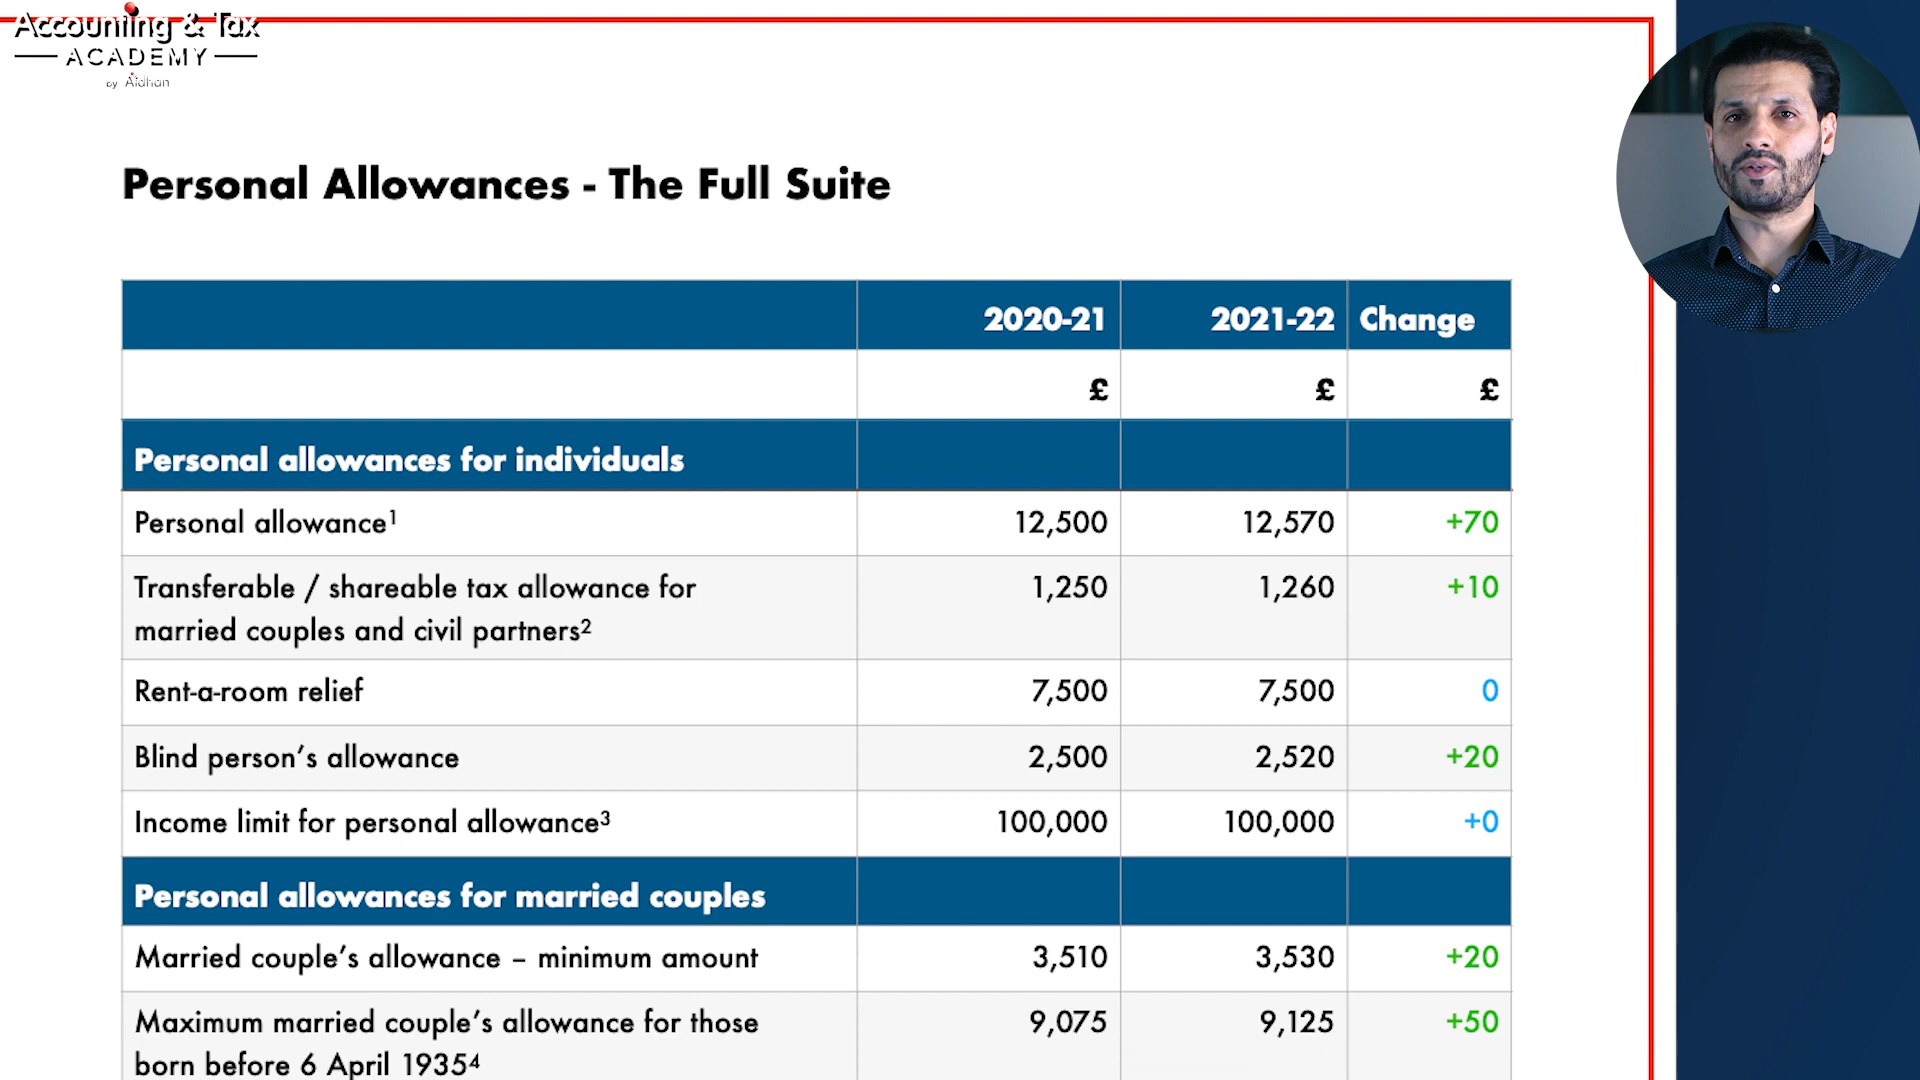 Accounting & Tax
ACADEMY
by Aidhan
Personal Allowances - The Full Suite
2020-21 2021-22 Change
£ £ £
Personal allowances for individuals
Personal allowance¹ 12,500 12,570 +70
Transferable / shareable tax allowance for 1,250 1,260 +10
married couples and civil partners²
Rent-a-room relief 7,500 7,500 0
Blind person’s allowance 2,500 2,520 +20
Income limit for personal allowance³ 100,000 100,000 +0
Personal allowances for married couples
Married couple’s allowance – minimum amount 3,510 3,530 +20
Maximum married couple’s allowance for those 9,075 9,125 +50
born before 6 April 1935⁴